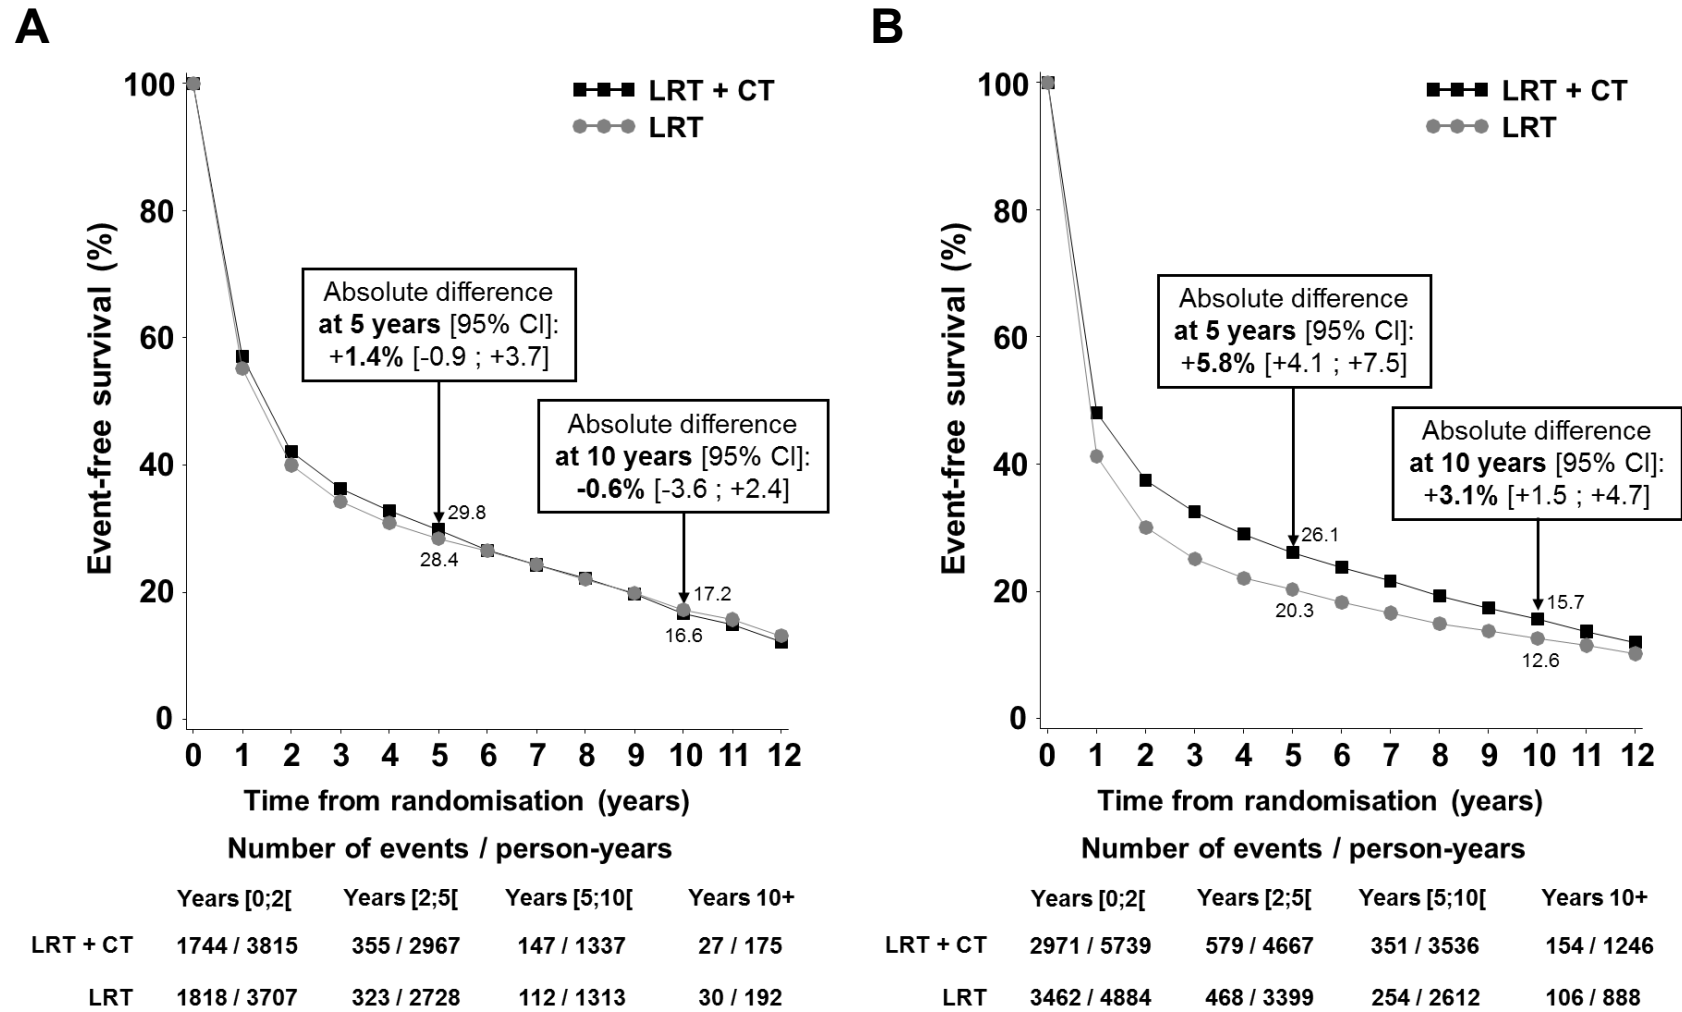 A
100
80
60
40
20
0
Event-free survival (%)
LRT + CT
LRT
Absolute difference
at 5 years [95% CI]:
+1.4% [-0.9 ; +3.7]
Absolute difference
at 10 years [95% CI]:
-0.6% [-3.6 ; +2.4]
29.8
28.4
17.2
16.6
0 1 2 3 4 5 6 7 8 9 10 11 12
Time from randomisation (years)
Number of events / person-years
Years [0;2[ Years [2;5[ Years [5;10[ Years 10+
LRT + CT 1744 / 3815 355 / 2967 147 / 1337 27 / 175
LRT 1818 / 3707 323 / 2728 112 / 1313 30 / 192
B
100
80
60
40
20
0
Event-free survival (%)
LRT + CT
LRT
Absolute difference
at 5 years [95% CI]:
+5.8% [+4.1 ; +7.5]
Absolute difference
at 10 years [95% CI]:
+3.1% [+1.5 ; +4.7]
26.1
20.3
15.7
12.6
0 1 2 3 4 5 6 7 8 9 10 11 12
Time from randomisation (years)
Number of events / person-years
Years [0;2[ Years [2;5[ Years [5;10[ Years 10+
LRT + CT 2971 / 5739 579 / 4667 351 / 3536 154 / 1246
LRT 3462 / 4884 468 / 3399 254 / 2612 106 / 888